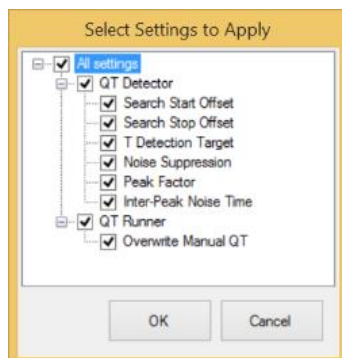 Select Settings to Apply
All settings
QT Detector
Search Start Offset
Search Stop Offset
T Detection Target
Noise Suppression
Peak Factor
Inter-Peak Noise Time
QT Runner
Overwrite Manual QT
OK Cancel